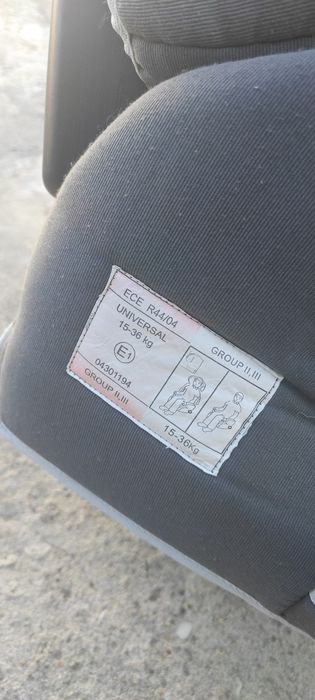 ECE R44/04
UNIVERSAL
15-36 kg
E1
04301194
GROUP II.III
GROUP II.III
15-36kg